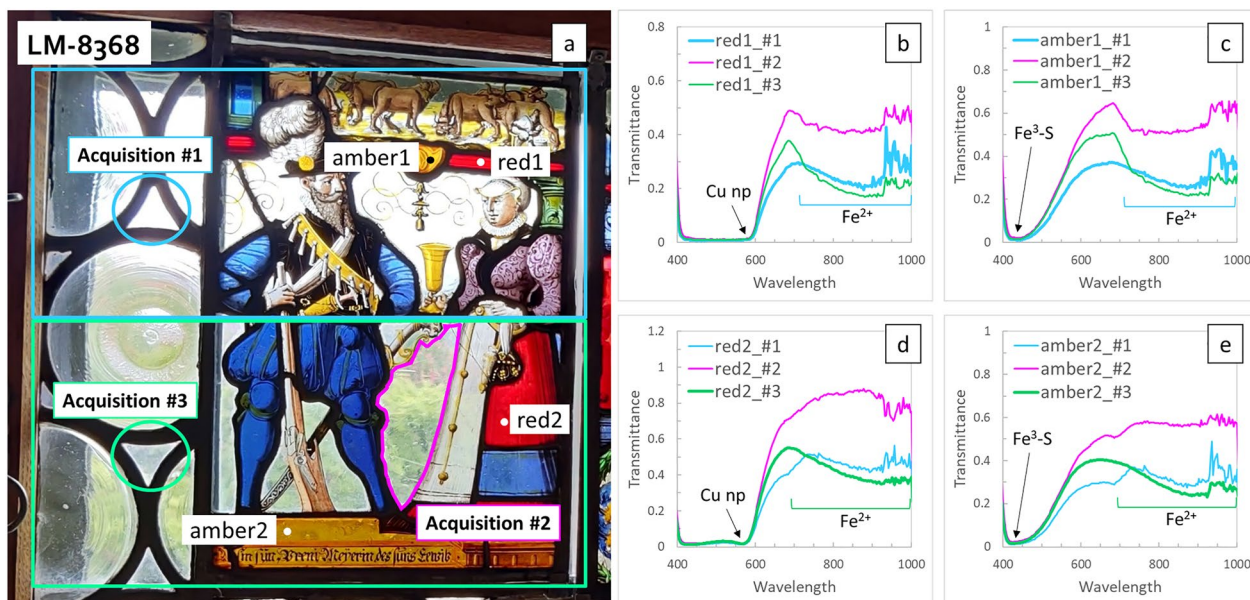 LM-8368
a
Acquisition #1
amber1
red1
Acquisition #3
red2
amber2
Acquisition #2
b
red1_#1
red1_#2
red1_#3
Transmittance
0.8
0.6
0.4
0.2
0
Cu np
Fe2+
400 600 800 1000
Wavelength
c
amber1_#1
amber1_#2
amber1_#3
Transmittance
1
0.8
0.6
0.4
0.2
0
Fe3-S
Fe2+
400 600 800 1000
Wavelength
d
red2_#1
red2_#2
red2_#3
Transmittance
1.2
1
0.8
0.6
0.4
0.2
0
Cu np
Fe2+
400 600 800 1000
Wavelength
e
amber2_#1
amber2_#2
amber2_#3
Transmittance
1
0.8
0.6
0.4
0.2
0
Fe3-S
Fe2+
400 600 800 1000
Wavelength